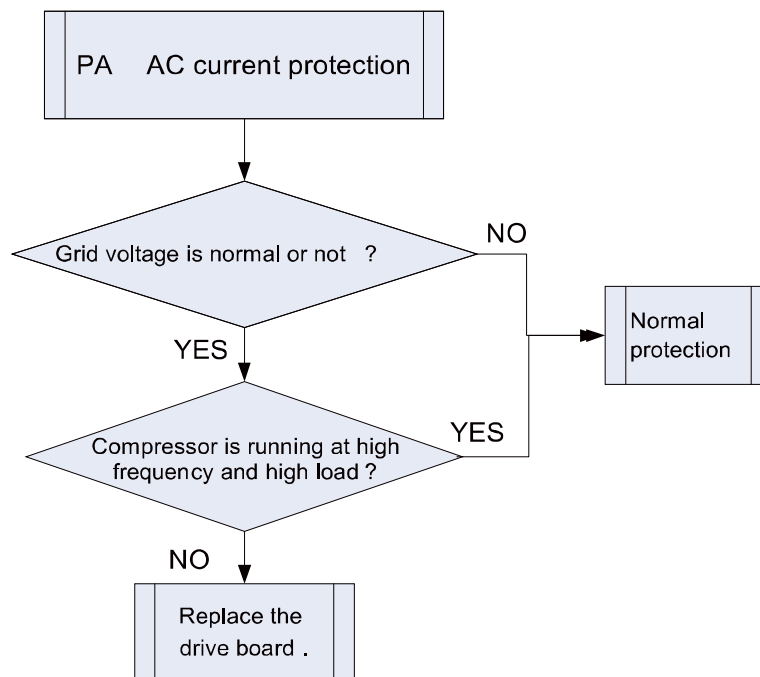 PA AC current protection
Grid voltage is normal or not ?
NO
Normal
protection
YES
Compressor is running at high
frequency and high load ?
YES
NO
Replace the
drive board .